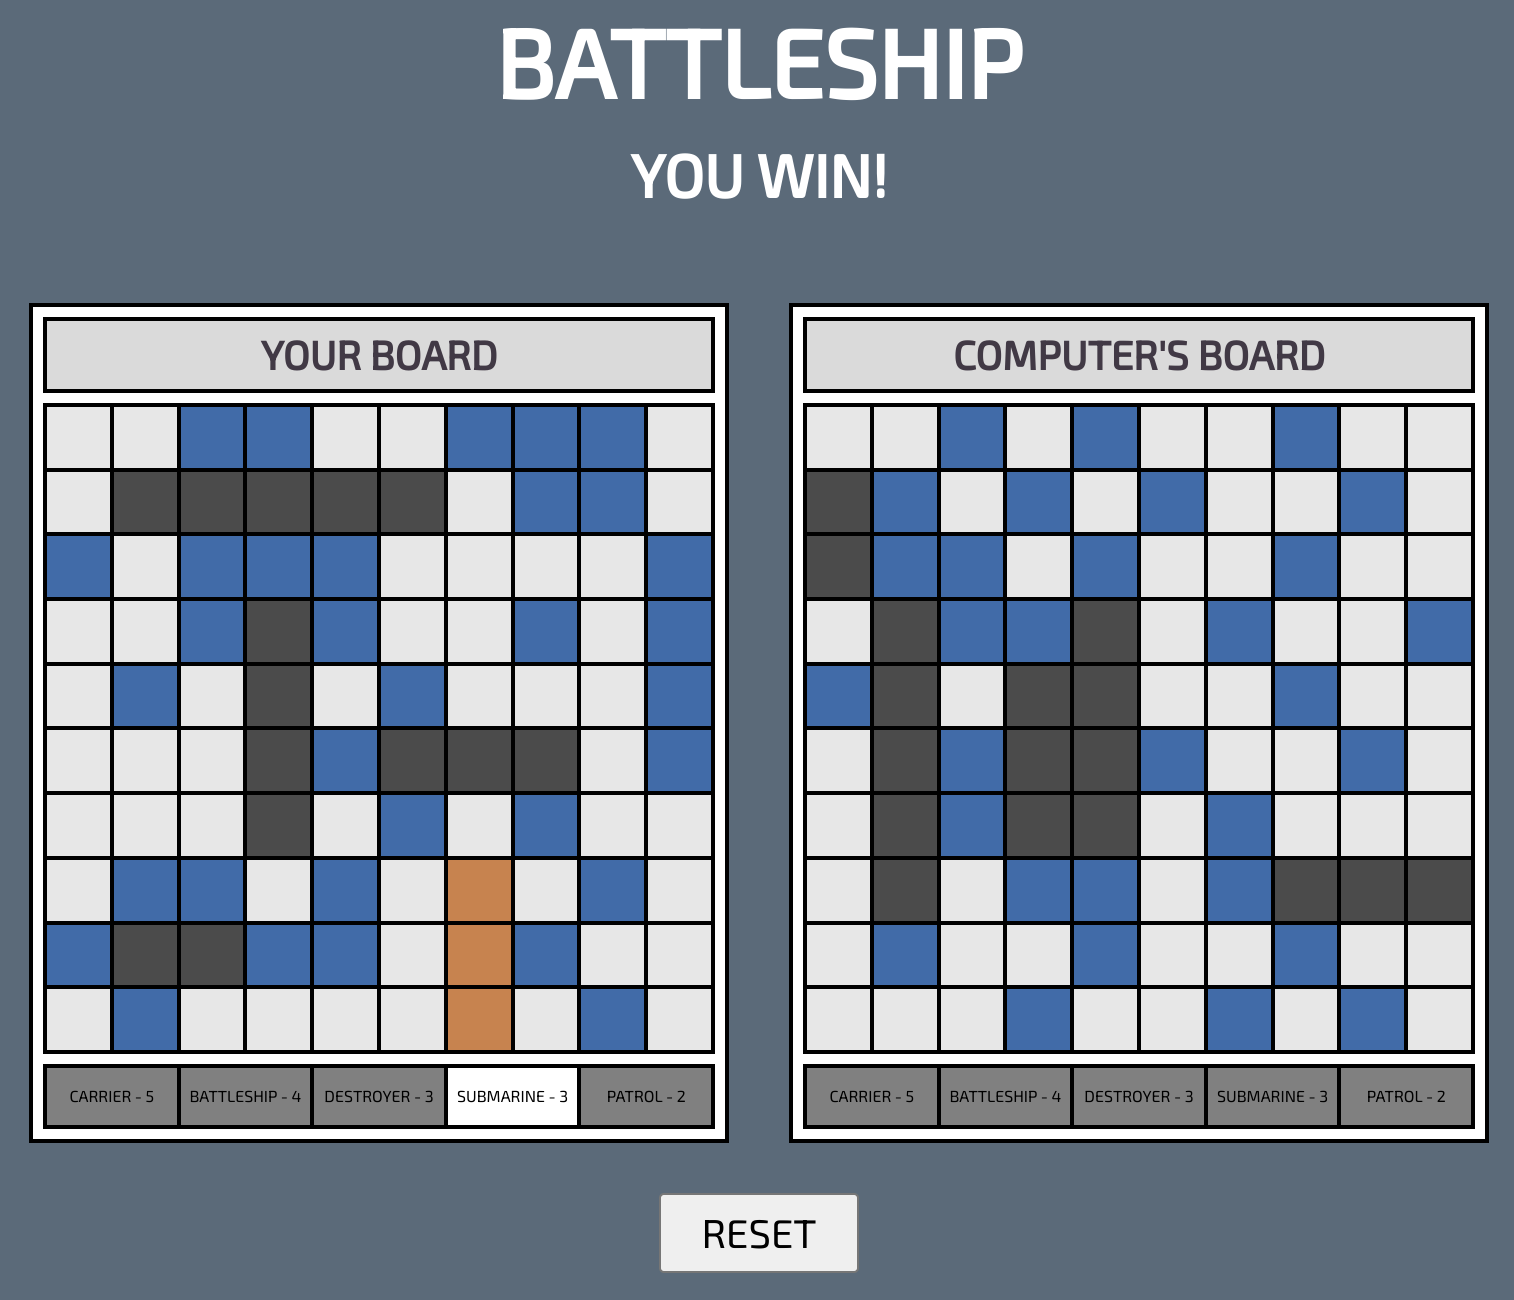 BATTLESHIP
YOU WIN!
YOUR BOARD
CARRIER - 5
BATTLESHIP - 4
DESTROYER - 3
SUBMARINE - 3
PATROL - 2
COMPUTER'S BOARD
CARRIER - 5
BATTLESHIP - 4
DESTROYER - 3
SUBMARINE - 3
PATROL - 2
RESET